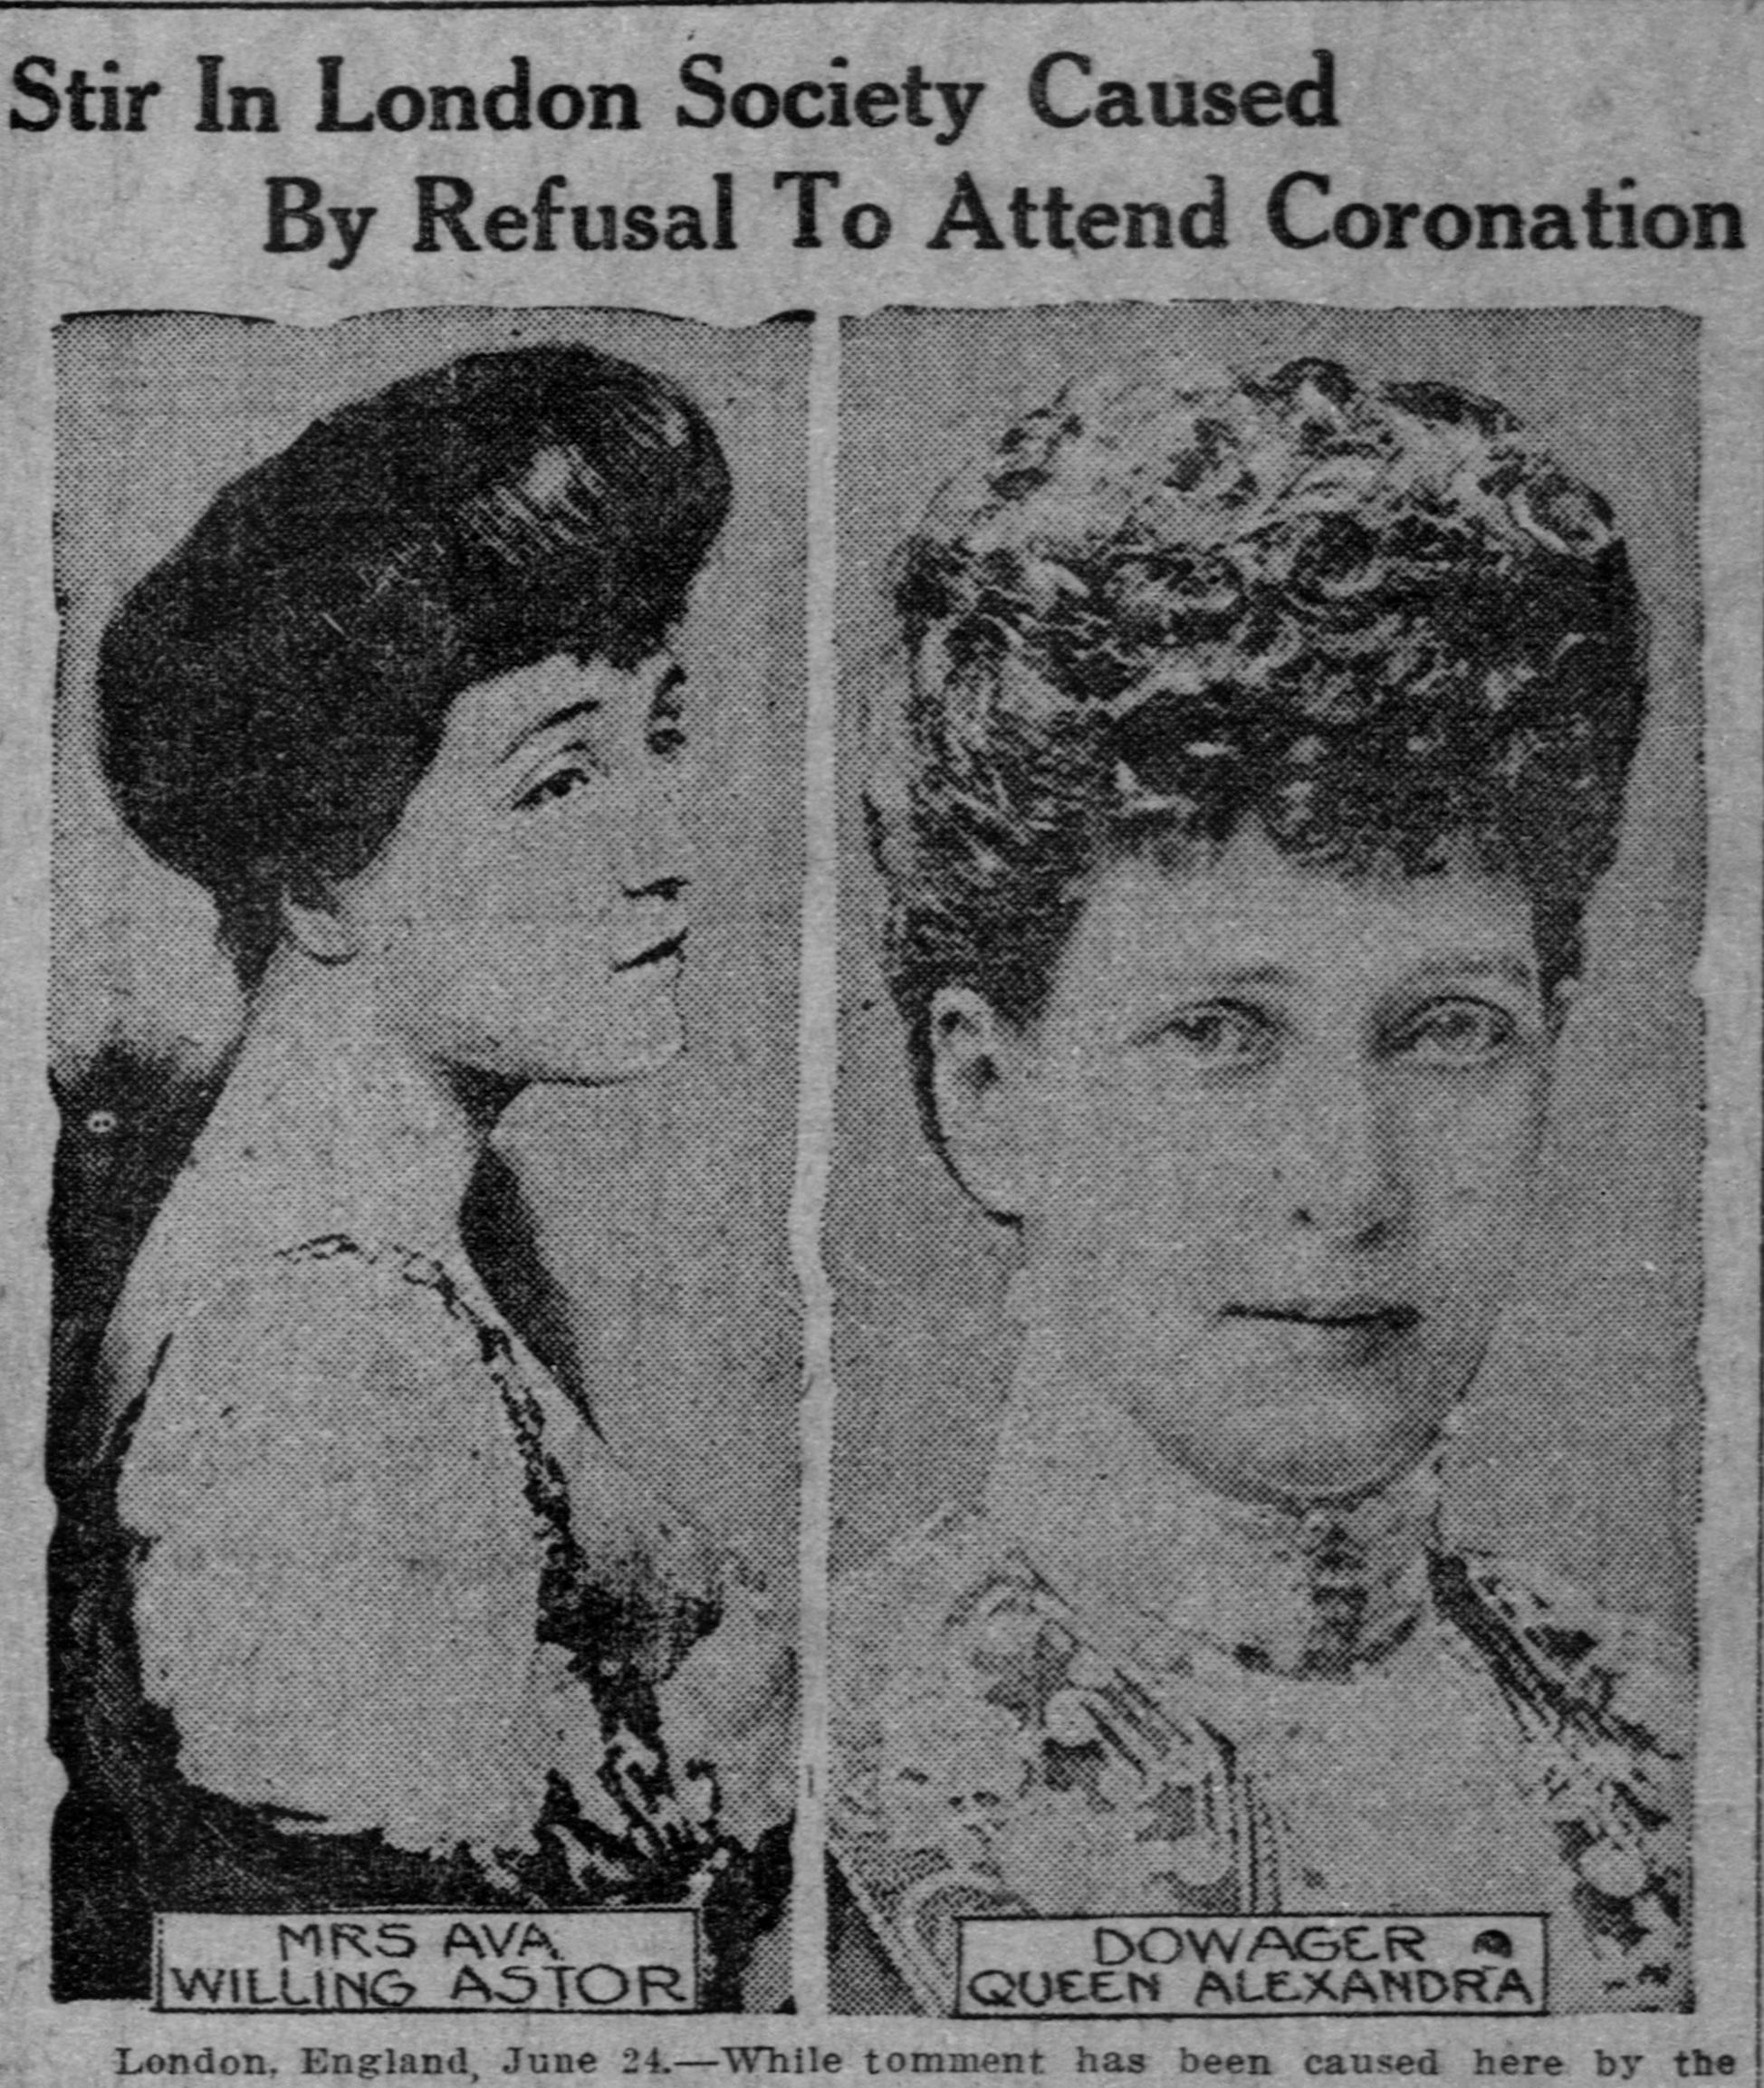 Stir In London Society Caused
By Refusal To Attend Coronation
MRS AVA
WILLING ASTOR
DOWAGER
QUEEN ALEXANDRA
London, England, June 24.—While tomment has been caused here by the